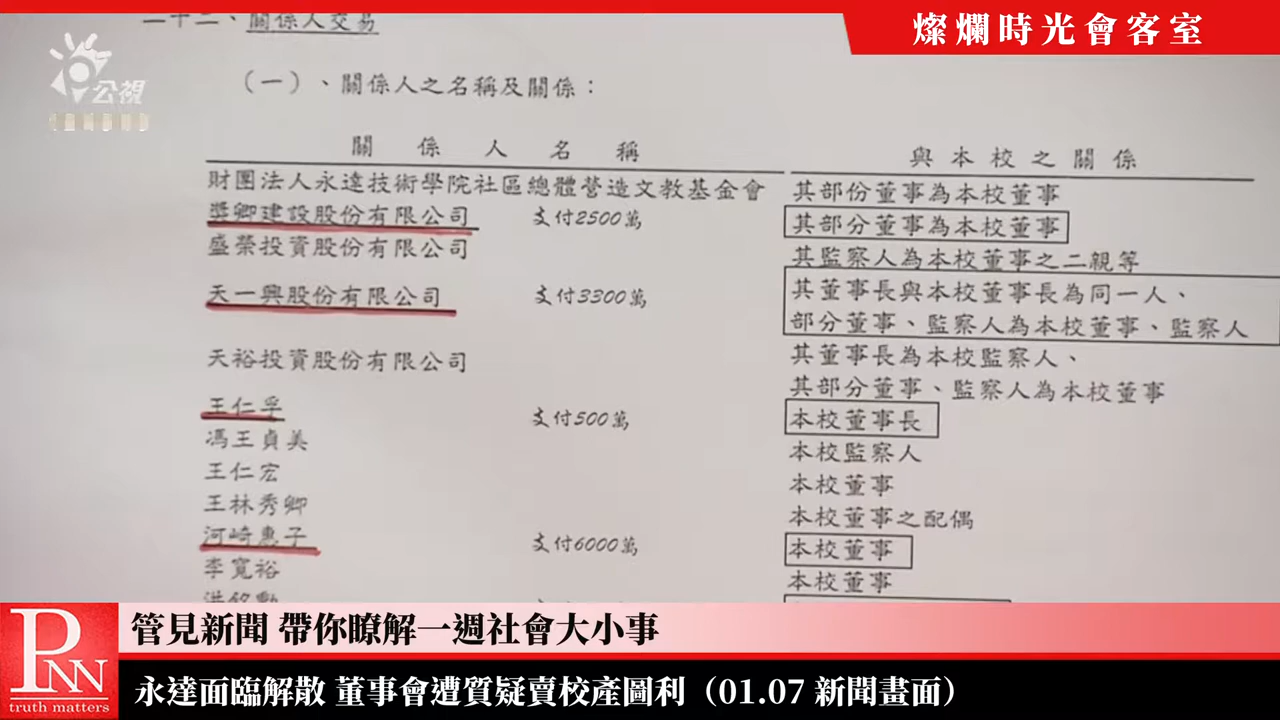 燦爛時光會客室
二十二、關係人交易
公視
(一)、關係人之名稱及關係:
關係人名稱 與本校之關係
財團法人永達技術學院社區總體營造文教基金會 其部份董事為本校董事
獎卿建設股份有限公司 支付2500萬 其部分董事為本校董事
盛榮投資股份有限公司 其監察人為本校董事之二親等
天一興股份有限公司 支付3300萬 其董事長與本校董事長為同一人、
部分董事、監察人為本校董事、監察人
天裕投資股份有限公司 其董事長為本校監察人、
其部分董事、監察人為本校董事
王仁孚 支付500萬 本校董事長
馮王貞美 本校監察人
王仁宏 本校董事
王林秀卿 本校董事之配偶
河崎惠子 支付6000萬 本校董事
李寬裕 本校董事
管見新聞 帶你瞭解一週社會大小事
PNN
truth matters
永達面臨解散 董事會遭質疑賣校產圖利(01.07 新聞畫面)